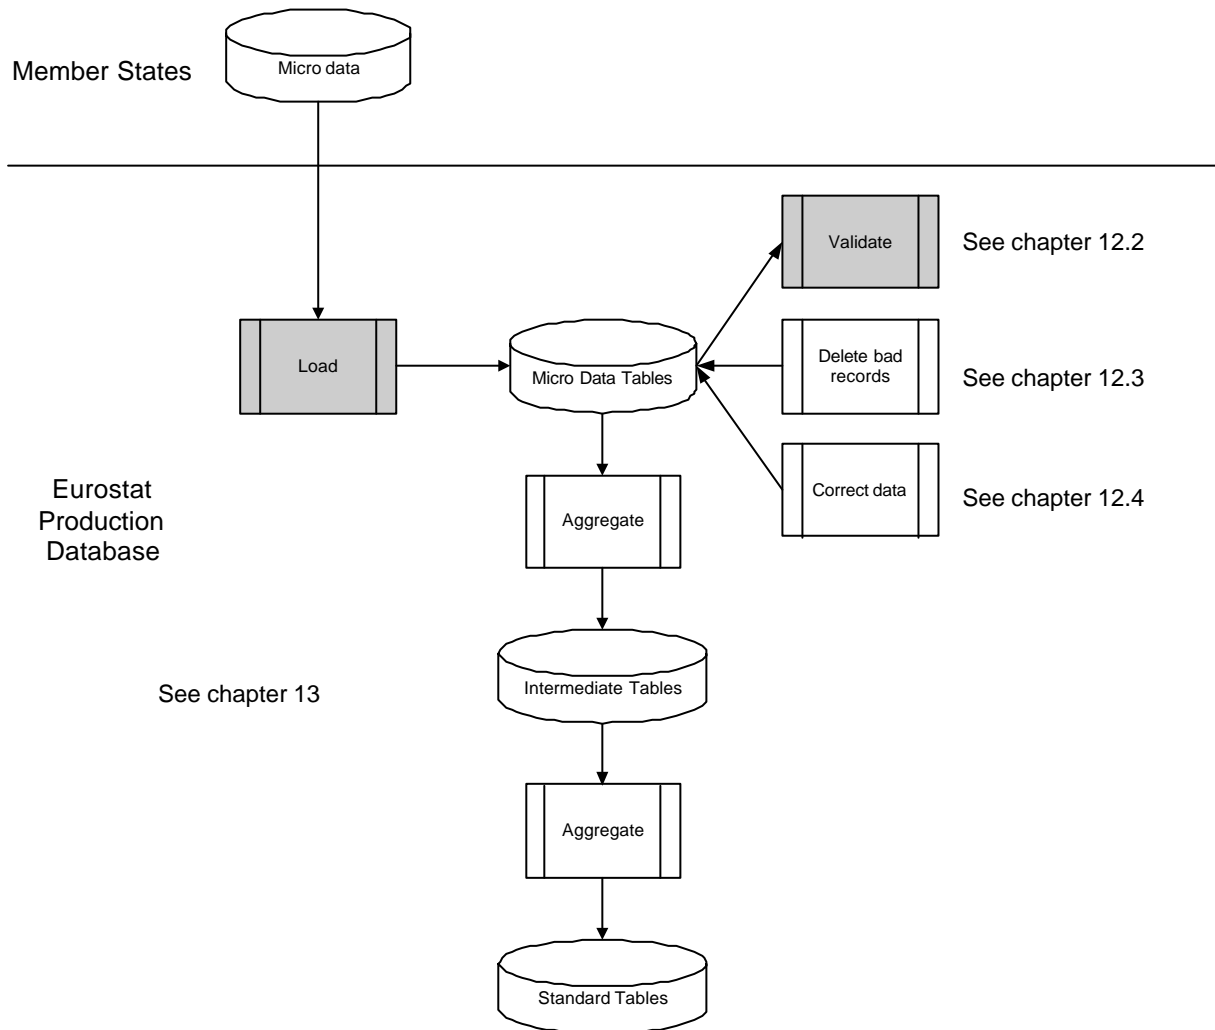 Micro data
Member States
Validate
See chapter 12.2
Load
Micro Data Tables
Delete bad
records
See chapter 12.3
Correct data
See chapter 12.4
Eurostat
Production
Database
Aggregate
Intermediate Tables
See chapter 13
Aggregate
Standard Tables